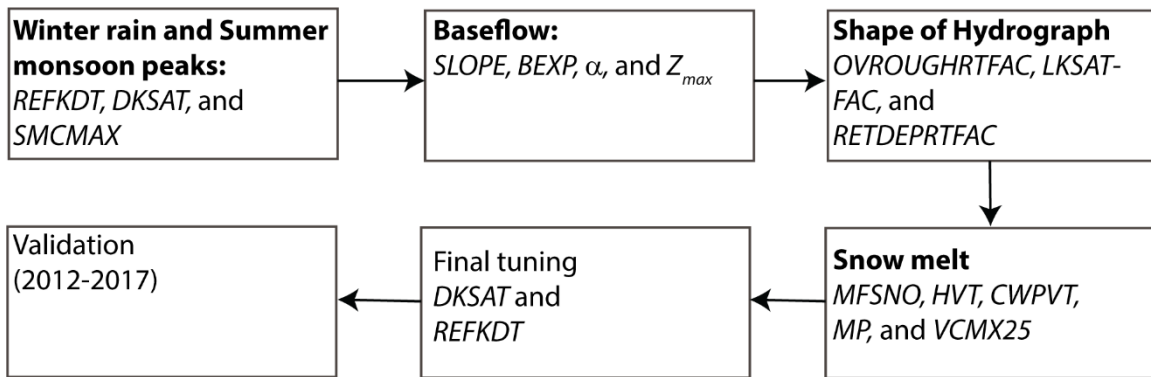 Winter rain and Summer
monsoon peaks:
REFKDT, DKSAT, and
SMCMAX
Baseflow:
SLOPE, BEXP, α, and Zmax
Shape of Hydrograph
OVROUGHRTFAC, LKSAT-
FAC, and
RETDEPRTFAC
Snow melt
MFSNO, HVT, CWPVT,
MP, and VCMX25
Final tuning
DKSAT and
REFKDT
Validation
(2012-2017)